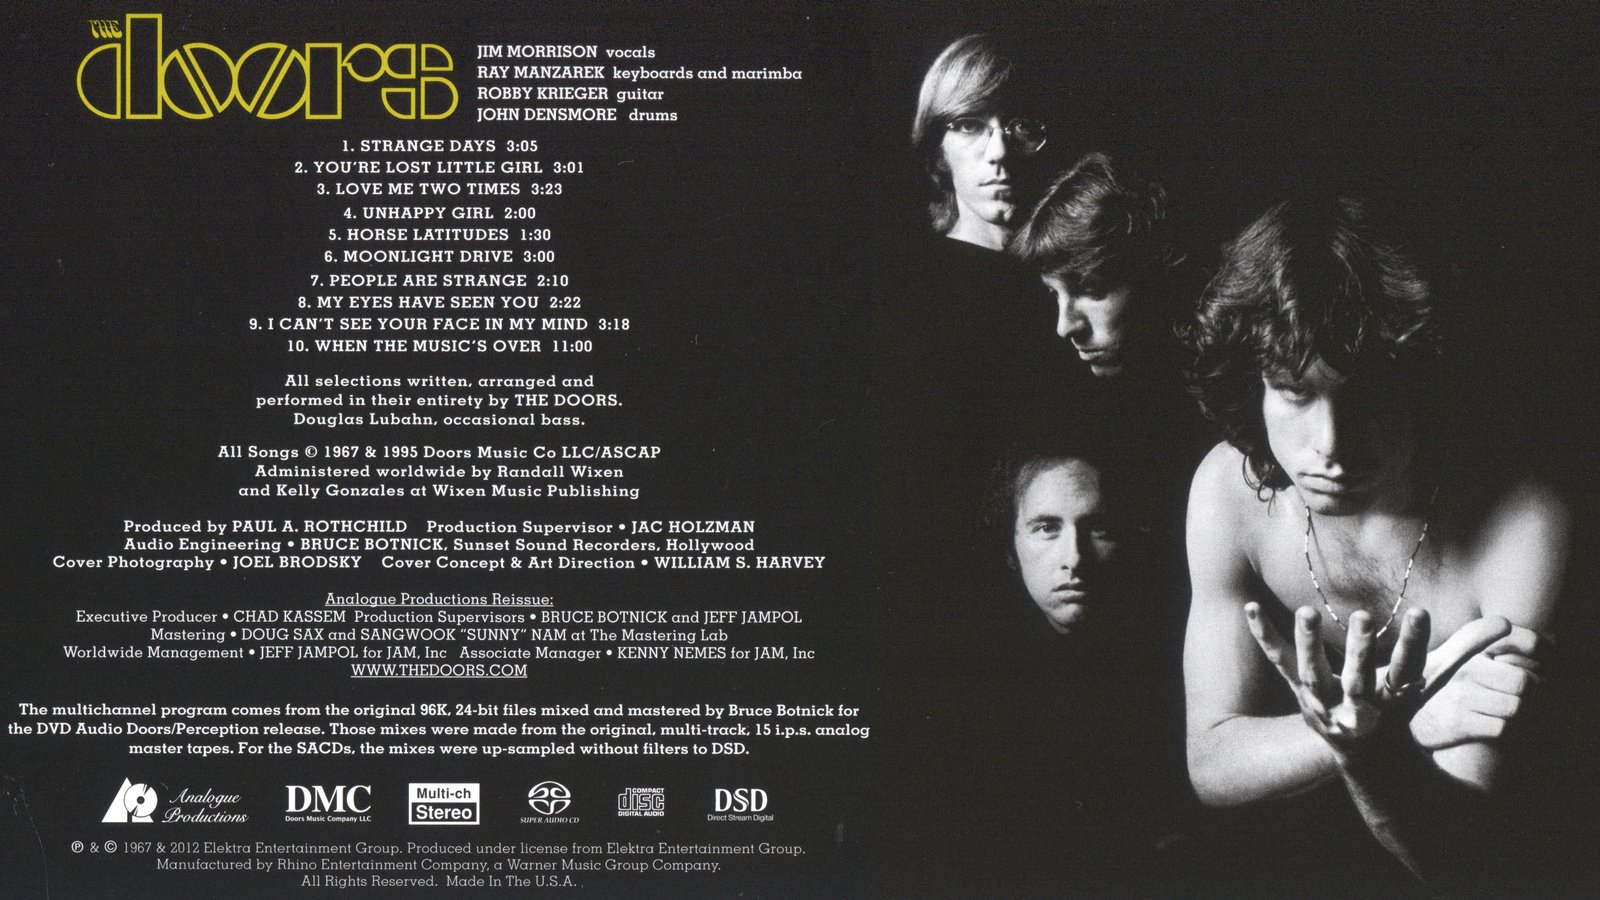 THE
doors
JIM MORRISON vocals
RAY MANZAREK keyboards and marimba
ROBBY KRIEGER guitar
JOHN DENSMORE drums
1. STRANGE DAYS 3:05
2. YOU'RE LOST LITTLE GIRL 3:01
3. LOVE ME TWO TIMES 3:23
4. UNHAPPY GIRL 2:00
5. HORSE LATITUDES 1:30
6. MOONLIGHT DRIVE 3:00
7. PEOPLE ARE STRANGE 2:10
8. MY EYES HAVE SEEN YOU 2:22
9. I CAN'T SEE YOUR FACE IN MY MIND 3:18
10. WHEN THE MUSIC'S OVER 11:00
All selections written, arranged and
performed in their entirety by THE DOORS.
Douglas Lubahn, occasional bass.
All Songs © 1967 & 1995 Doors Music Co LLC/ASCAP
Administered worldwide by Randall Wixen
and Kelly Gonzales at Wixen Music Publishing
Produced by PAUL A. ROTHCHILD Production Supervisor • JAC HOLZMAN
Audio Engineering • BRUCE BOTNICK, Sunset Sound Recorders, Hollywood
Cover Photography • JOEL BRODSKY Cover Concept & Art Direction • WILLIAM S. HARVEY
Analogue Productions Reissue:
Executive Producer • CHAD KASSEM Production Supervisors • BRUCE BOTNICK and JEFF JAMPOL
Mastering • DOUG SAX and SANGWOOK "SUNNY" NAM at The Mastering Lab
Worldwide Management • JEFF JAMPOL for JAM, Inc Associate Manager • KENNY NEMES for JAM, Inc
WWW.THEDOORS.COM
The multichannel program comes from the original 96K, 24-bit files mixed and mastered by Bruce Botnick for
the DVD Audio Doors/Perception release. Those mixes were made from the original, multi-track, 15 i.p.s. analog
master tapes. For the SACDs, the mixes were up-sampled without filters to DSD.
Analogue
Productions
DMC
Doors Music Company LLC
Multi-ch
Stereo
SUPER AUDIO CD
COMPACT
disc
DIGITAL AUDIO
DSD
Direct Stream Digital
℗ & © 1967 & 2012 Elektra Entertainment Group. Produced under license from Elektra Entertainment Group.
Manufactured by Rhino Entertainment Company, a Warner Music Group Company.
All Rights Reserved. Made In The U.S.A.